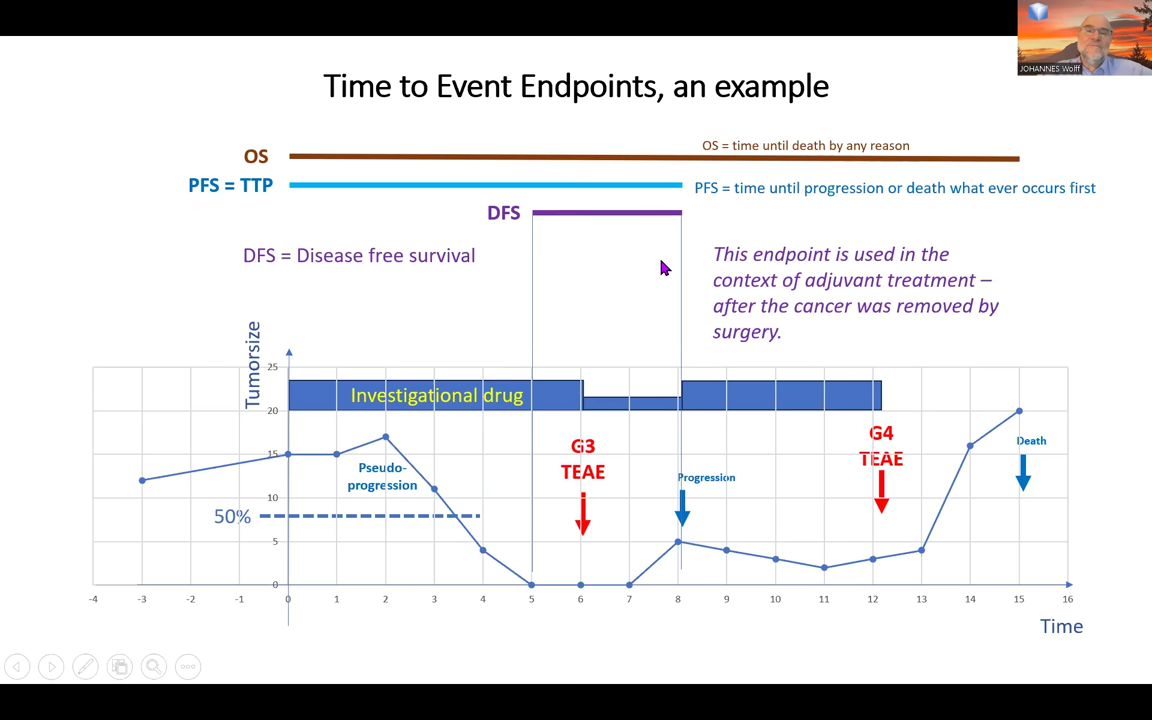 JOHANNES Wolff
Time to Event Endpoints, an example
OS
OS = time until death by any reason
PFS = TTP
PFS = time until progression or death what ever occurs first
DFS
DFS = Disease free survival
This endpoint is used in the
context of adjuvant treatment –
after the cancer was removed by
surgery.
Tumorsize
25
20
15
10
5
0
Investigational drug
G3
TEAE
G4
TEAE
Pseudo-
progression
Progression
Death
50%
-4 -3 -2 -1 0 1 2 3 4 5 6 7 8 9 10 11 12 13 14 15 16
Time